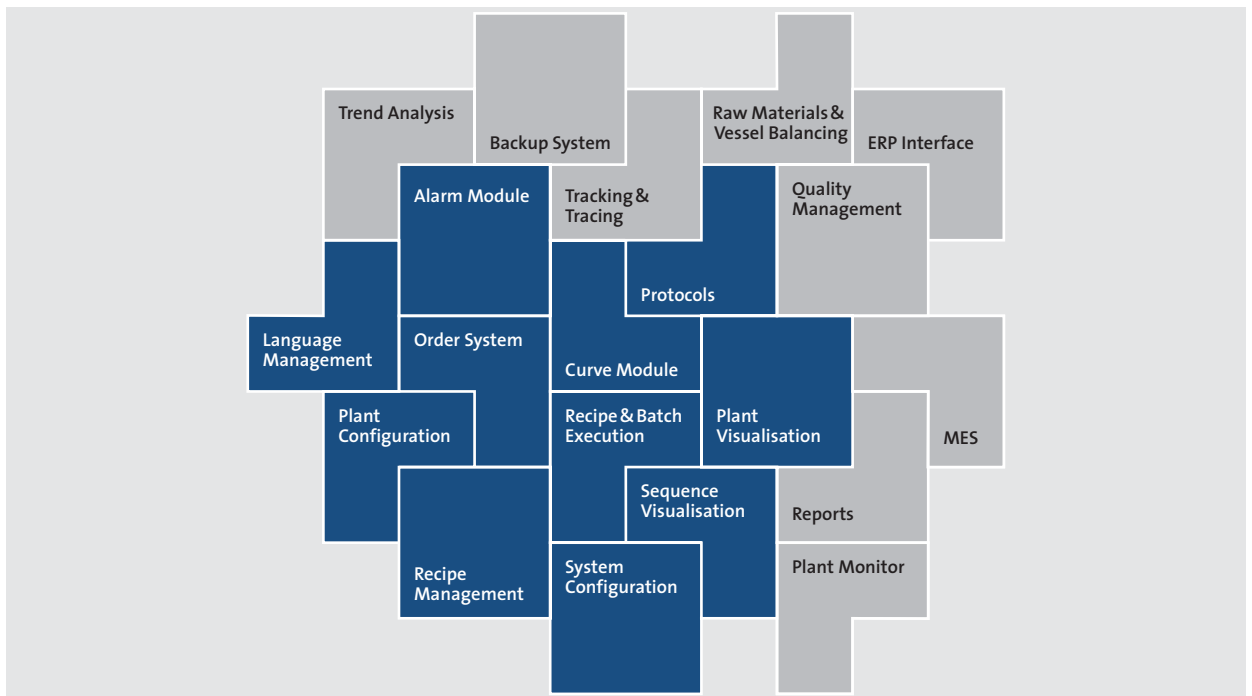 Trend Analysis
Backup System
Raw Materials &
Vessel Balancing
ERP Interface
Alarm Module
Tracking &
Tracing
Quality
Management
Protocols
Language
Management
Order System
Curve Module
Plant
Configuration
Recipe & Batch
Execution
Plant
Visualisation
MES
Sequence
Visualisation
Reports
Recipe
Management
System
Configuration
Plant Monitor